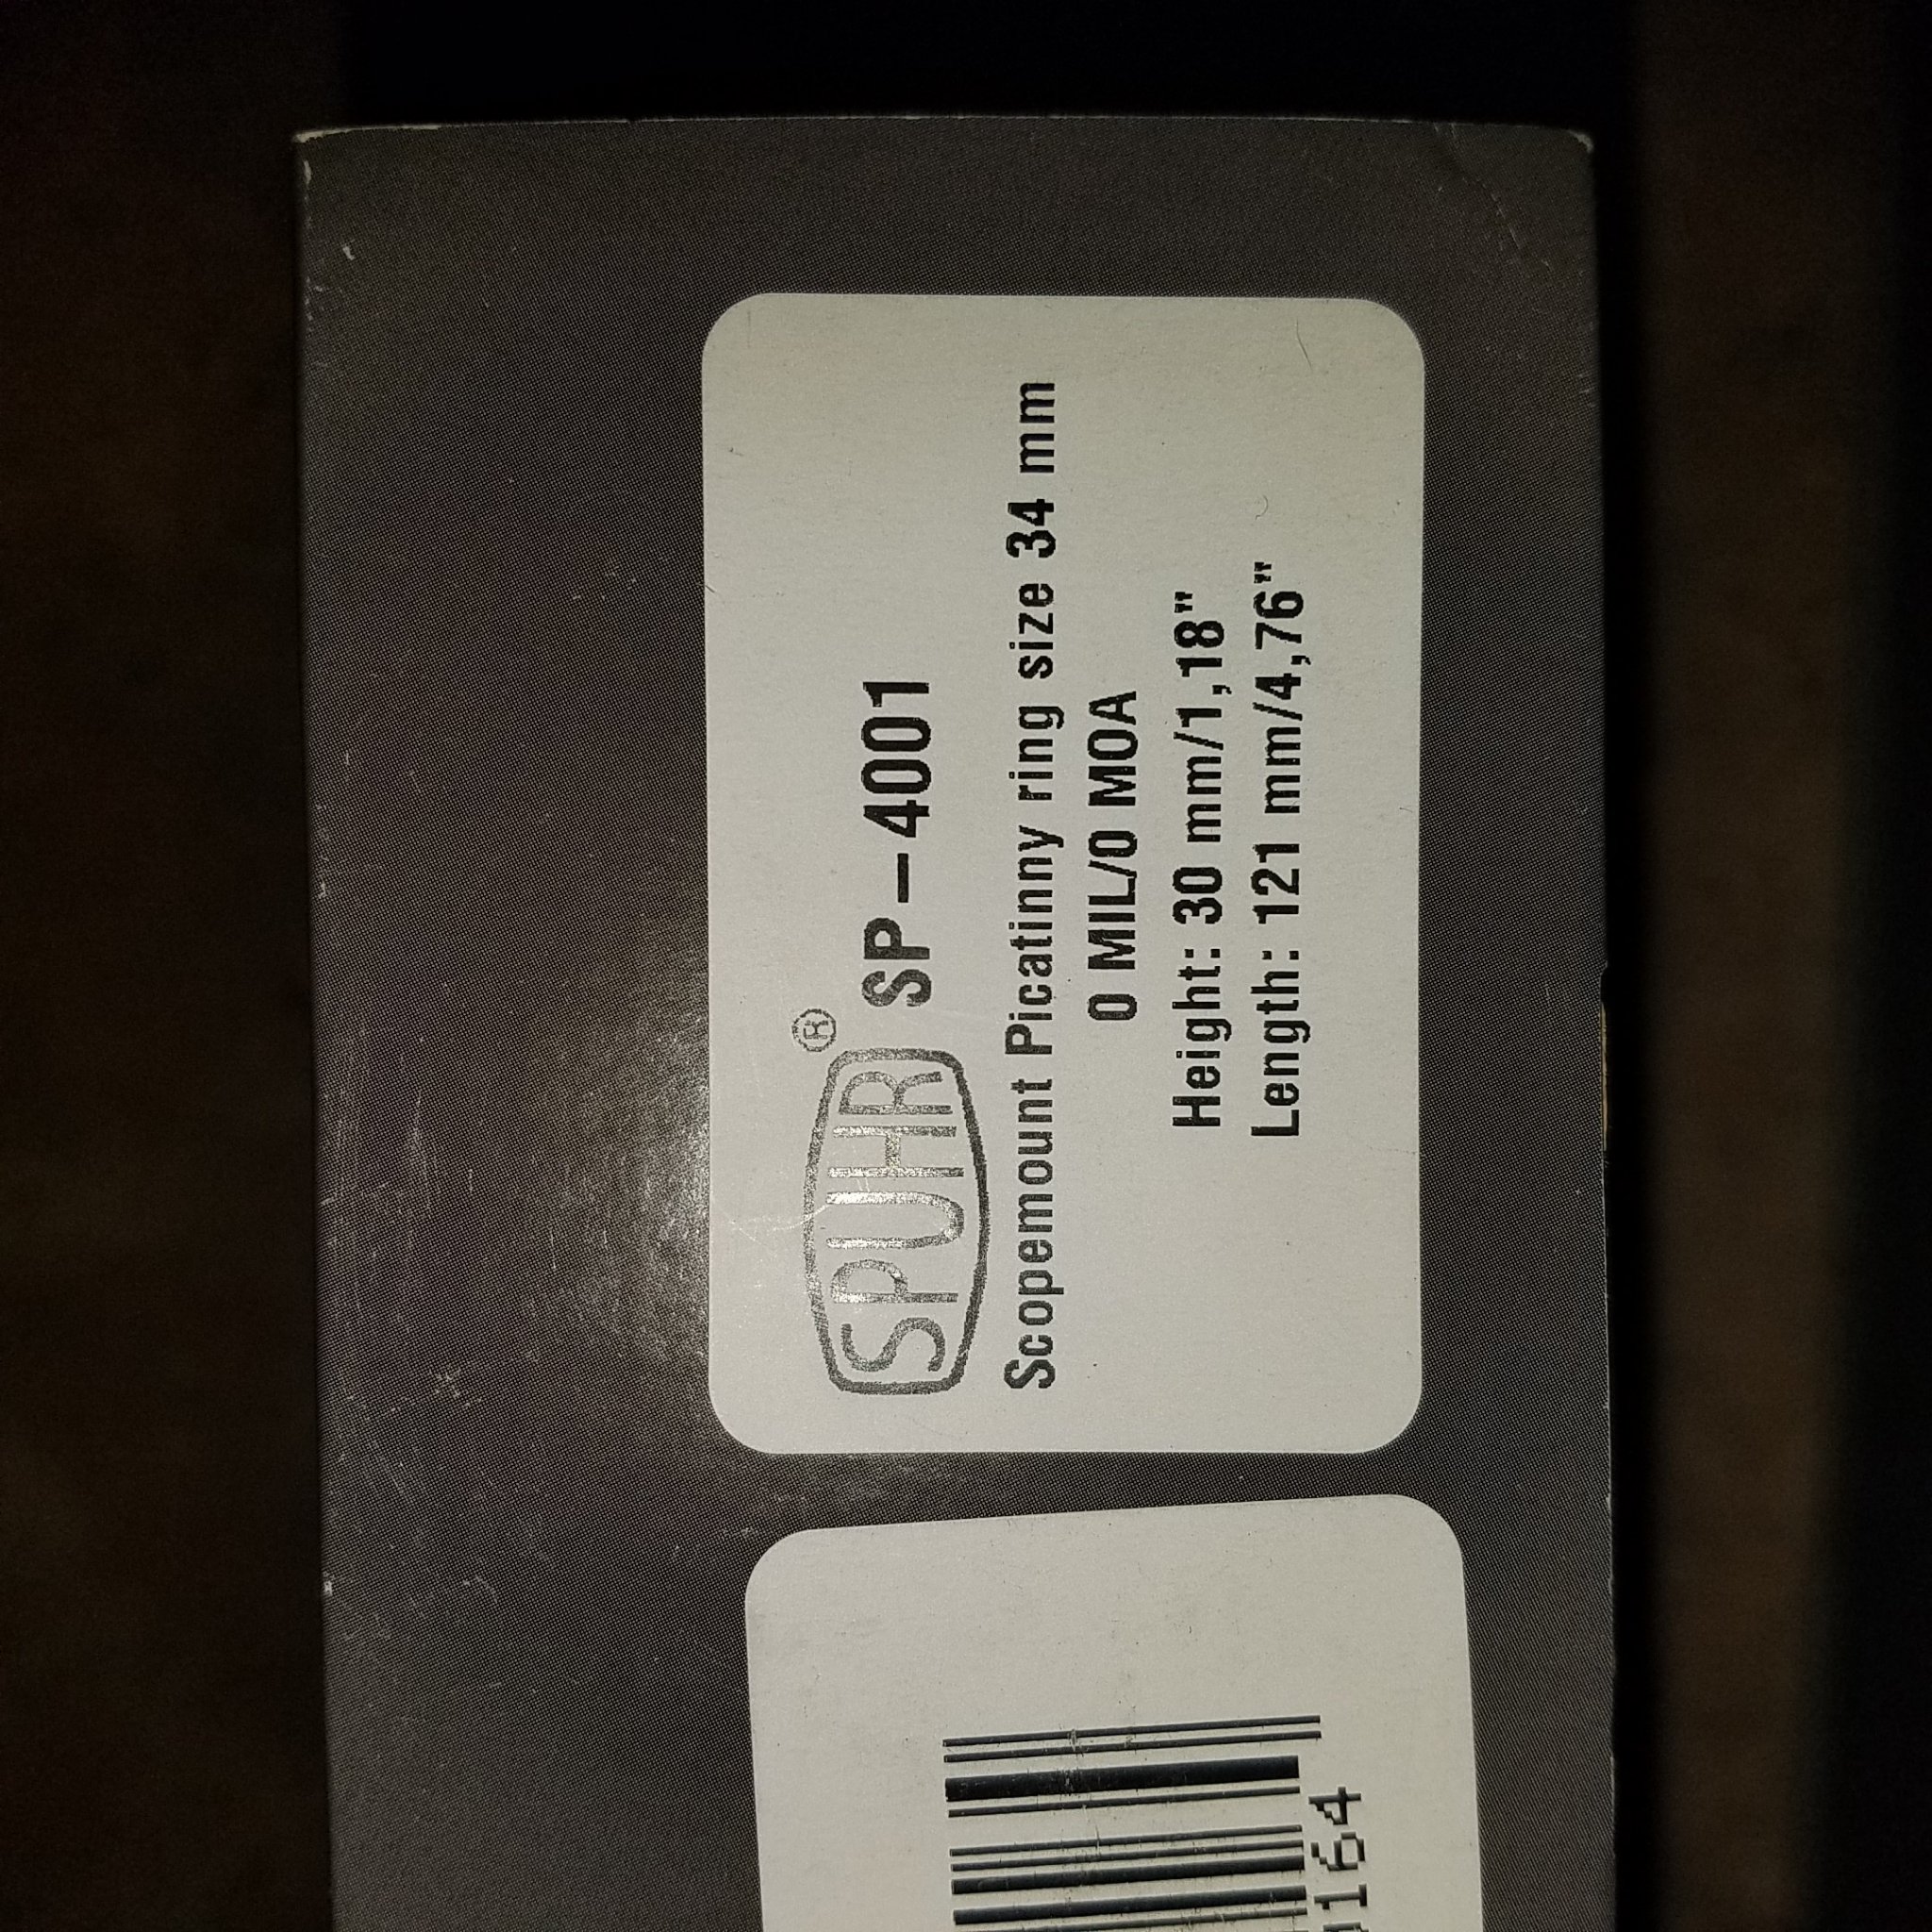 SPUHR® SP-4001
Scopemount Picatinny ring size 34 mm
0 MIL/0 MOA
Height: 30 mm/1,18"
Length: 121 mm/4,76"
164